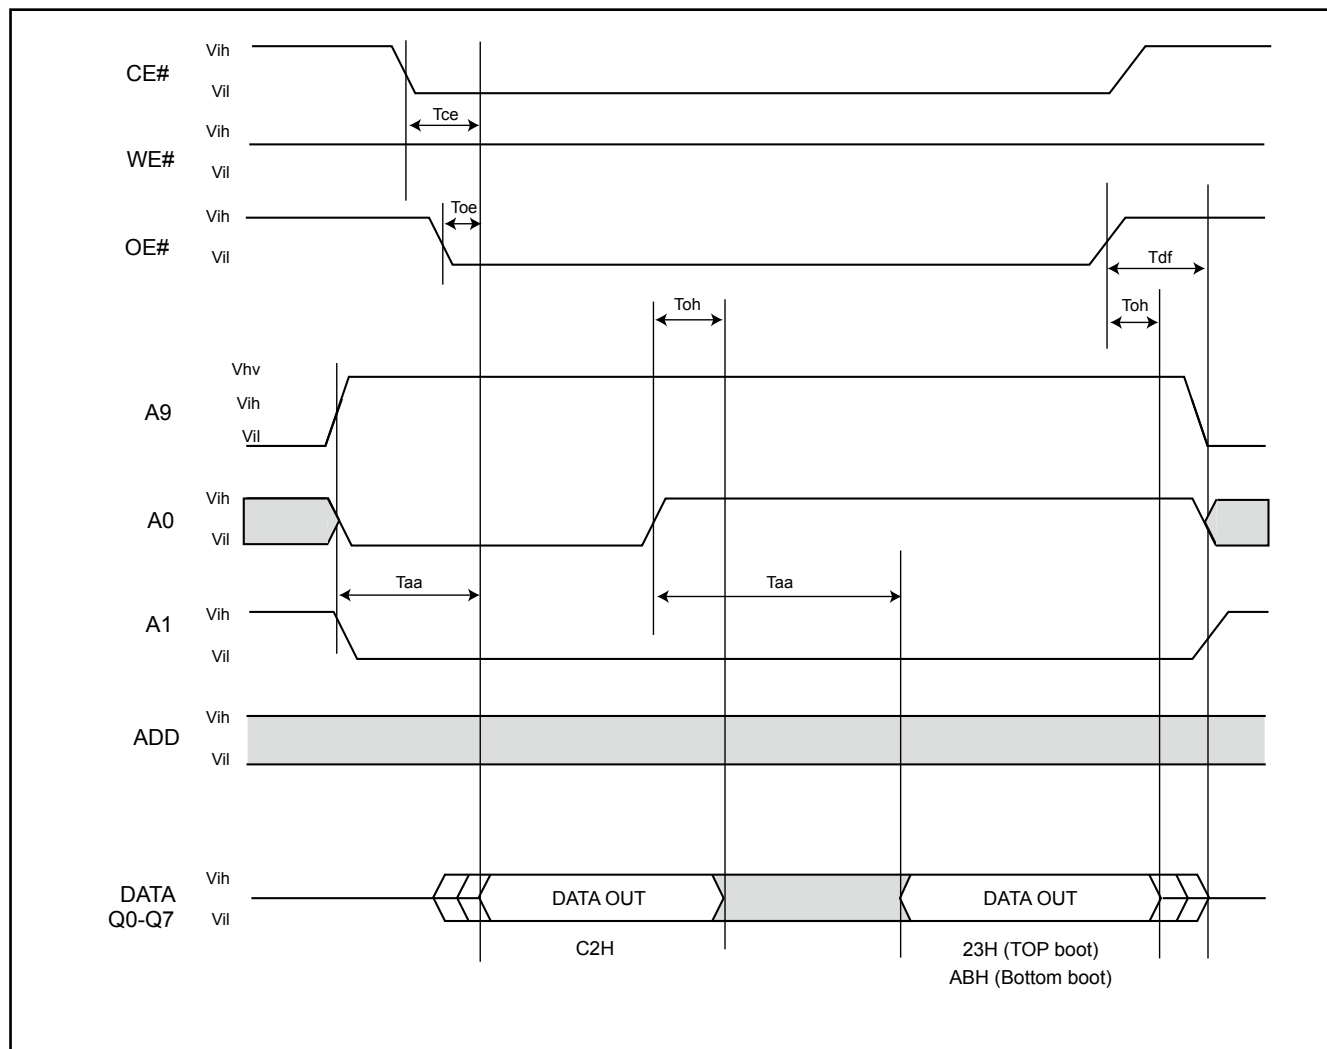 CE#
Vih
Vil
Tce
WE#
Vih
Vil
OE#
Vih
Vil
Toe
Tdf
Toh
Toh
A9
Vhv
Vih
Vil
A0
Vih
Vil
Taa
Taa
A1
Vih
Vil
ADD
Vih
Vil
DATA
Q0-Q7
Vih
Vil
DATA OUT
DATA OUT
C2H
23H (TOP boot)
ABH (Bottom boot)